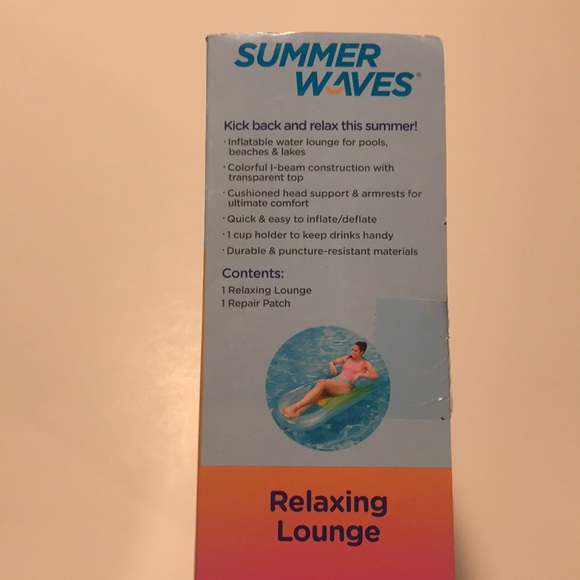 SUMMER
WAVES®
Kick back and relax this summer!
· Inflatable water lounge for pools,
beaches & lakes
· Colorful I-beam construction with
transparent top
· Cushioned head support & armrests for
ultimate comfort
· Quick & easy to inflate/deflate
· 1 cup holder to keep drinks handy
· Durable & puncture-resistant materials
Contents:
1 Relaxing Lounge
1 Repair Patch
Relaxing
Lounge